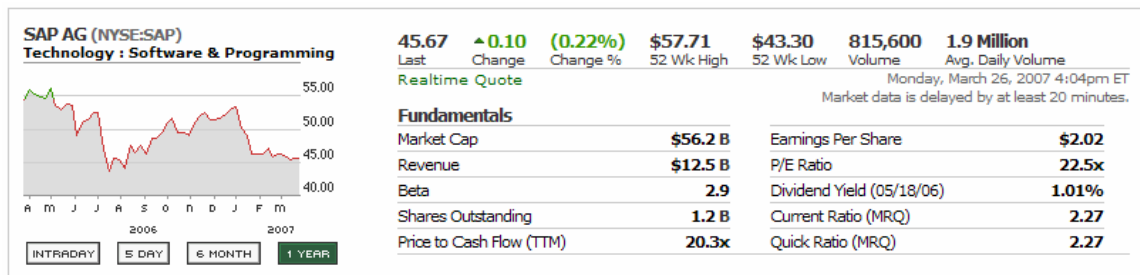 SAP AG (NYSE:SAP)
Technology : Software & Programming
55.00
50.00
45.00
40.00
A M J J A S O N D J F M
2006 2007
INTRADAY 5 DAY 6 MONTH 1 YEAR
45.67 0.10 (0.22%) $57.71 $43.30 815,600 1.9 Million
Last Change Change % 52 Wk High 52 Wk Low Volume Avg. Daily Volume
Realtime Quote Monday, March 26, 2007 4:04pm ET
Market data is delayed by at least 20 minutes.
Fundamentals
Market Cap $56.2 B Earnings Per Share $2.02
Revenue $12.5 B P/E Ratio 22.5x
Beta 2.9 Dividend Yield (05/18/06) 1.01%
Shares Outstanding 1.2 B Current Ratio (MRQ) 2.27
Price to Cash Flow (TTM) 20.3x Quick Ratio (MRQ) 2.27